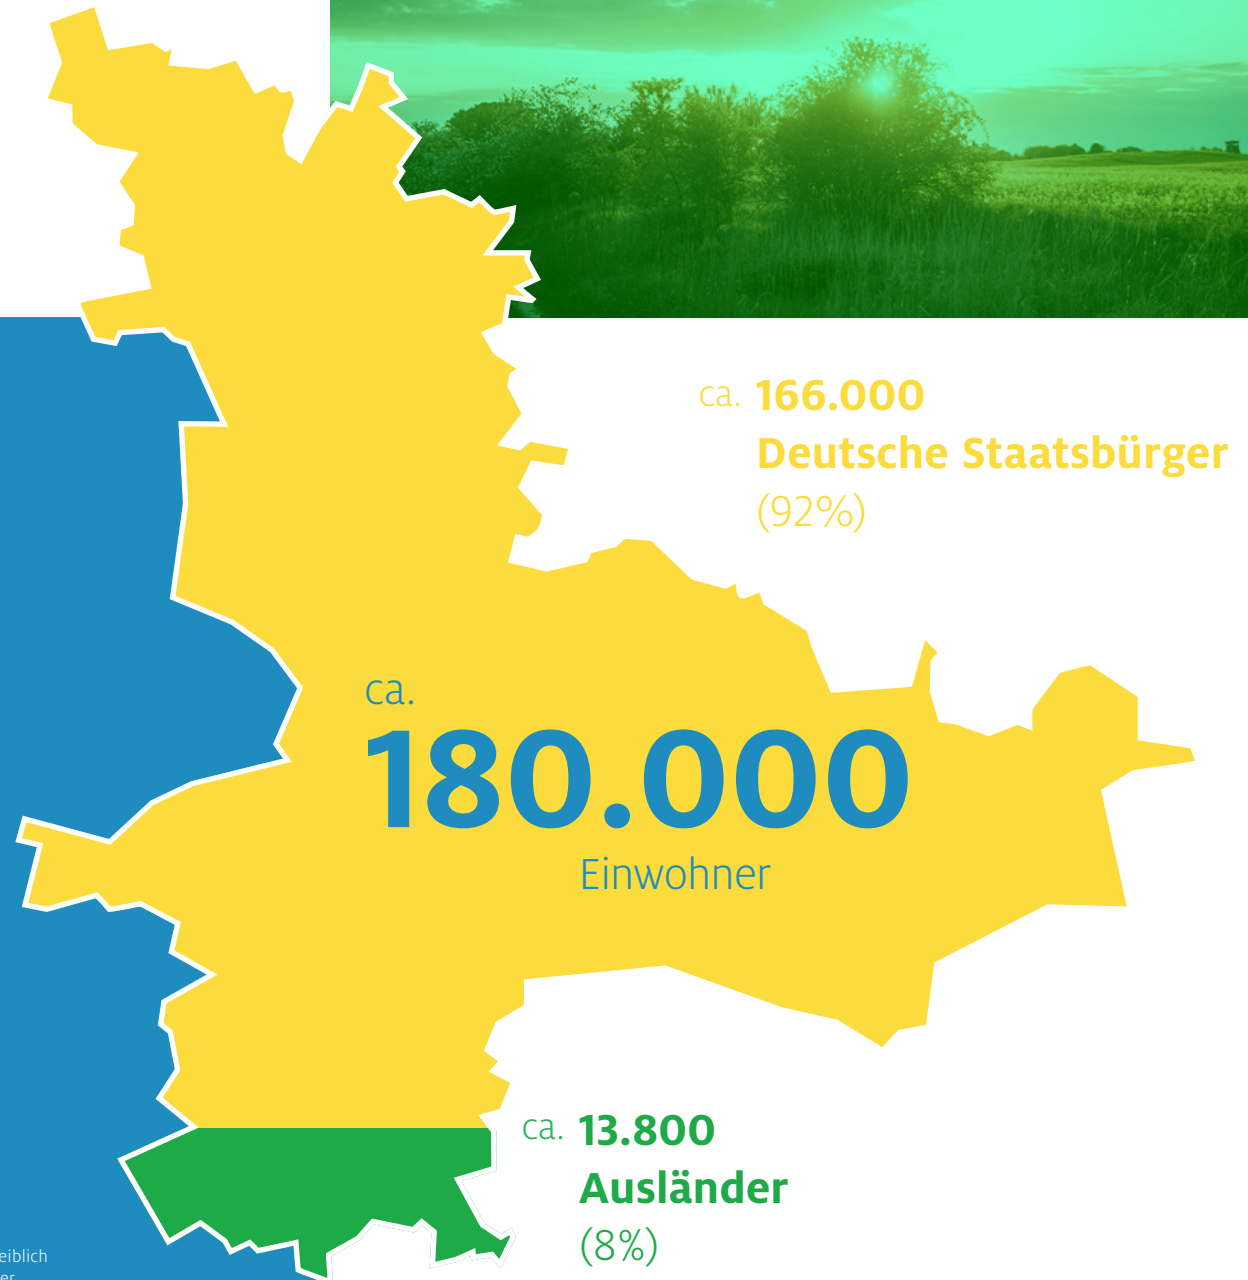 ca. 166.000
Deutsche Staatsbürger
(92%)
ca.
180.000
Einwohner
ca. 13.800
Ausländer
(8%)